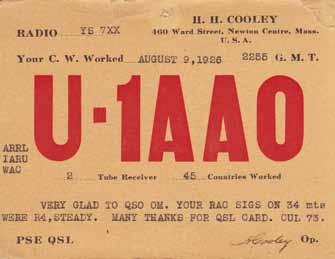 H. H. COOLEY
RADIO YS 7XX 460 Ward Street, Newton Centre, Mass.
U. S. A.
Your C. W. Worked AUGUST 9, 1926 2255 G. M. T.
U-1AAO
ARRL
IARU
WAC
2 Tube Receiver 45 Countries Worked
VERY GLAD TO QSO OM. YOUR RAC SIGS ON 34 mts
WERE R4, STEADY. MANY THANKS FOR QSL CARD. CUL 73.
PSE QSL HCooley Op.